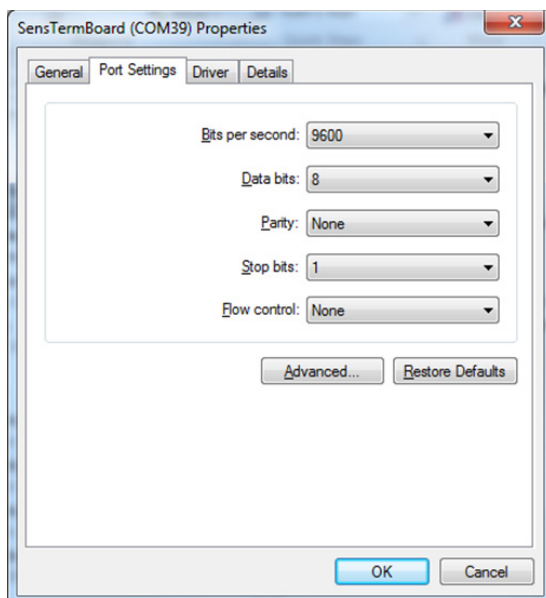 SensTermBoard (COM39) Properties
General Port Settings Driver Details
Bits per second: 9600
Data bits: 8
Parity: None
Stop bits: 1
Flow control: None
Advanced... Restore Defaults
OK Cancel